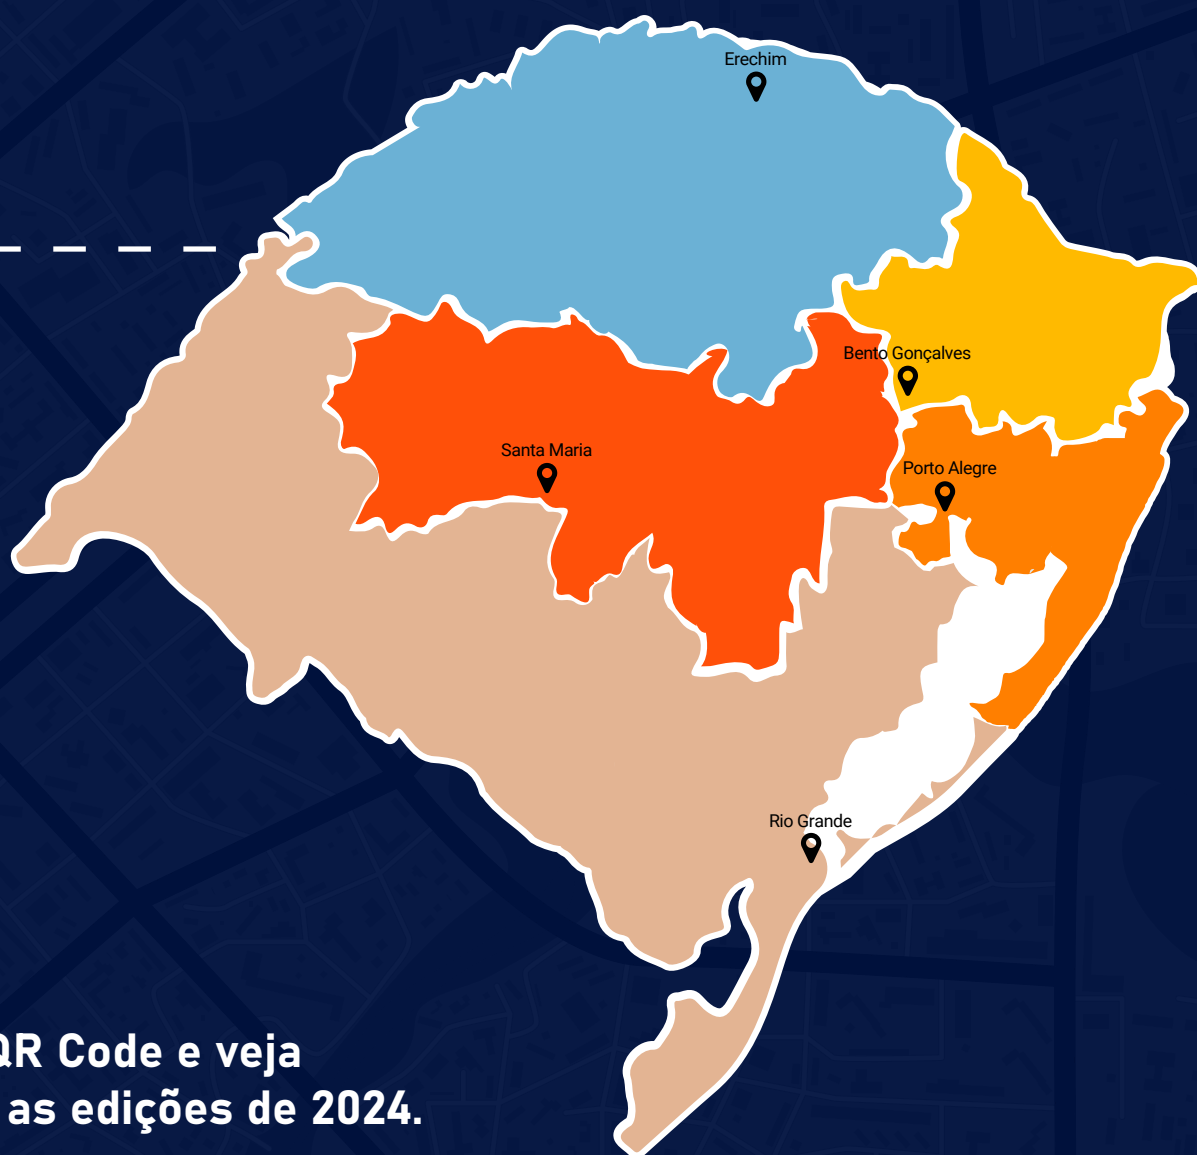 Erechim
Bento Gonçalves
Santa Maria
Porto Alegre
Rio Grande
QR Code e veja
as edições de 2024.